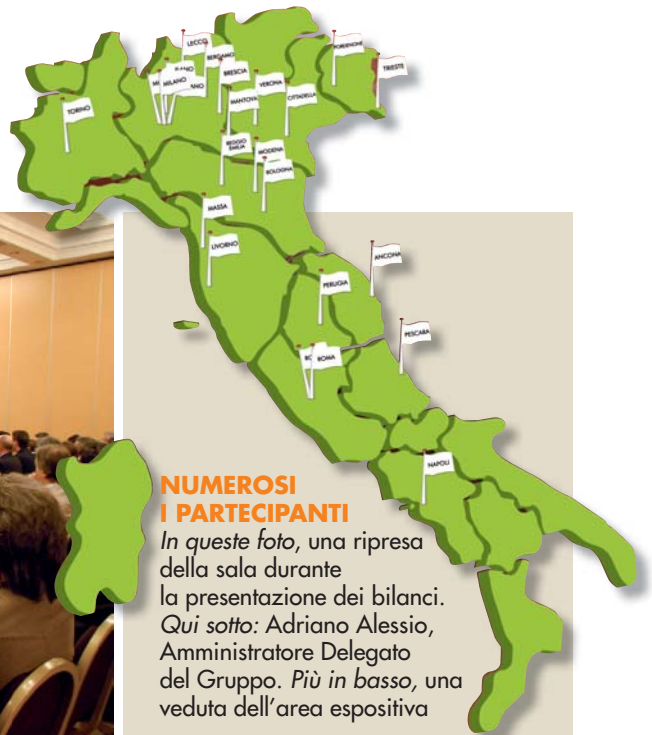 LECCO
BERGAMO
PORDENONE
TRIESTE
BRESCIA
MILANO
VERONA
MANTOVA
CITTADELLA
TORINO
REGGIO
EMILIA
MODENA
BOLOGNA
MASSA
LIVORNO
ANCONA
PERUGIA
PESCARA
ROMA
NAPOLI
NUMEROSI
I PARTECIPANTI
In queste foto, una ripresa
della sala durante
la presentazione dei bilanci.
Qui sotto: Adriano Alessio,
Amministratore Delegato
del Gruppo. Più in basso, una
veduta dell'area espositiva